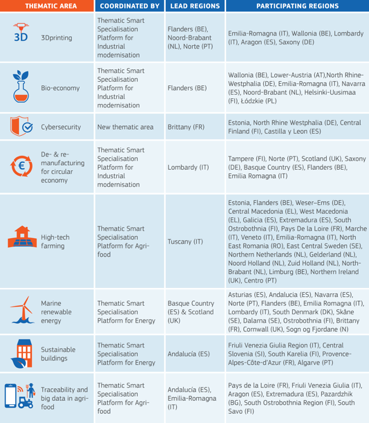 THEMATIC AREA
COORDINATED BY
LEAD REGIONS
PARTICIPATING REGIONS
3D
3Dprinting
Thematic Smart
Specialisation
Platform for
Industrial
modernisation
Flanders (BE),
Noord-Brabant
(NL), Norte (PT)
Emilia-Romagna (IT), Wallonia (BE), Lombardy
(IT), Aragon (ES), Saxony (DE)
Bio-economy
Thematic Smart
Specialisation
Platform for
Industrial
modernisation
Flanders (BE)
Wallonia (BE), Lower-Austria (AT),North Rhine-
Westphalia (DE), Emilia-Romagna (IT), Navarra
(ES), Noord-Brabant (NL), Helsinki-Uusimaa
(FI), Łódzkie (PL)
Cybersecurity
New thematic area
Brittany (FR)
Estonia, North Rhine Westphalia (DE), Central
Finland (FI), Castilla y Leon (ES)
De- & re-
manufacturing
for circular
economy
Thematic Smart
Specialisation
Platform for
Industrial
modernisation
Lombardy (IT)
Tampere (FI), Norte (PT), Scotland (UK), Saxony
(DE), Basque Country (ES), Flanders (BE),
Emilia Romagna (IT)
High-tech
farming
Thematic Smart
Specialisation
Platform for Agri-
food
Tuscany (IT)
Estonia, Flanders (BE), Weser-Ems (DE),
Central Macedonia (EL), West Macedonia
(EL), Galicia (ES), Extremadura (ES), South
Ostrobothnia (FI), Pays De la Loire (FR), Marche
(IT), Veneto (IT), Emilia-Romagna (IT), North
East Romania (RO), East Central Sweden (SE),
Northern Netherlands (NL), Gelderland (NL),
Noord Holland (NL), Zuid Holland (NL), North-
Brabant (NL), Limburg (BE), Northern Ireland
(UK), Centro (PT)
Marine
renewable
energy
Thematic Smart
Specialisation
Platform for Energy
Basque Country
(ES) & Scotland
(UK)
Asturias (ES), Andalucia (ES), Navarra (ES),
Norte (PT), Flanders (BE), Emilia Romagna (IT),
Lombardy (IT), South Denmark (DK), Skåne
(SE), Dalarna (SE), Ostrobothnia (FI), Brittany
(FR), Cornwall (UK), Sogn og Fjordane (N)
Sustainable
buildings
Thematic Smart
Specialisation
Platform for Energy
Andalucía (ES)
Friuli Venezia Giulia Region (IT), Central
Slovenia (SI), South Karelia (FI), Provence-
Alpes-Côte-d'Azur (FR), Algarve (PT)
Traceability and
big data in agri-
food
Thematic Smart
Specialisation
Platform for Agri-
food
Andalucía (ES),
Emilia-Romagna
(IT)
Pays de la Loire (FR), Friuli Venezia Giulia (IT),
Aragon (ES), Extremadura (ES), Pazardzhik
(BG), South Ostrobothnia Region (FI), South
Savo (FI)